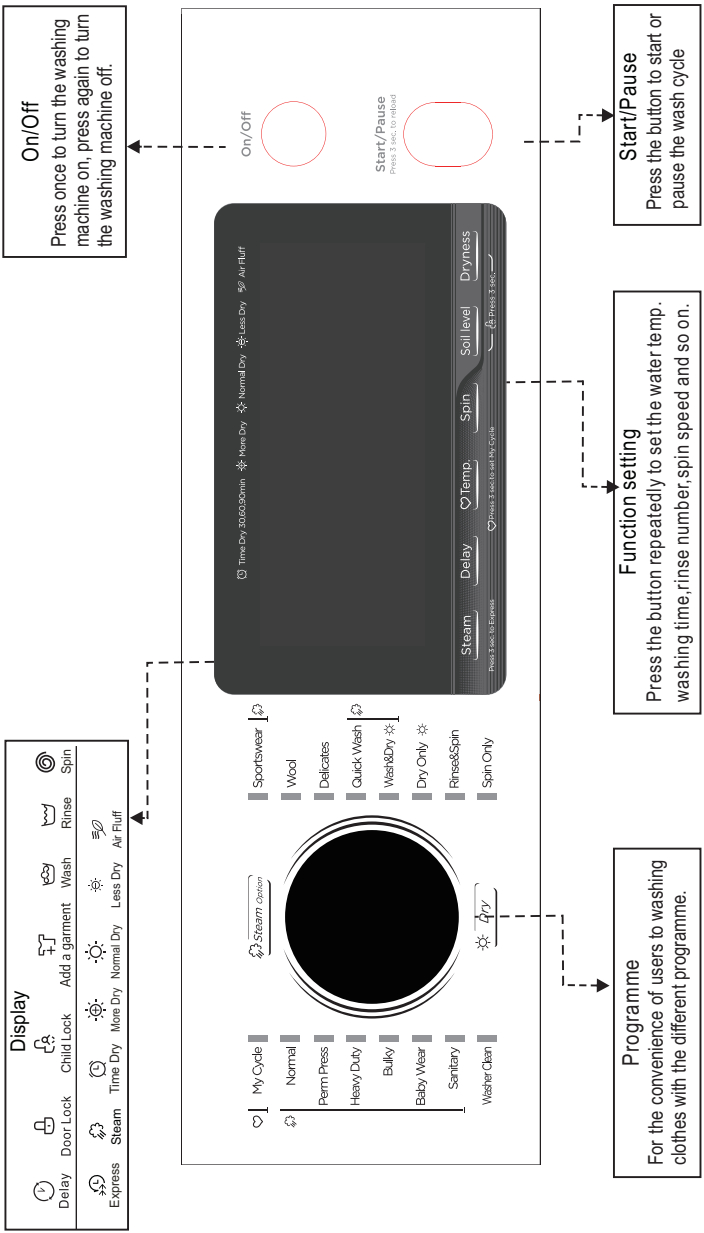 Display
Delay
Door Lock
Child Lock
Add a garment
Wash
Rinse
Spin
Express
Steam
Time Dry
More Dry
Normal Dry
Less Dry
Air Fluff
On/Off
Press once to turn the washing
machine on, press again to turn
the washing machine off.
My Cycle
Normal
Perm Press
Heavy Duty
Bulky
Baby Wear
Sanitary
Washer Clean
Steam Option
Dry
Sportswear
Wool
Delicates
Quick Wash
Wash&Dry
Dry Only
Rinse&Spin
Spin Only
Time Dry 30,60,90min
More Dry
Normal Dry
Less Dry
Air Fluff
Steam
Delay
Temp.
Spin
Soil level
Dryness
Press 3 sec. to Express
Press 3 sec.to set My Cycle
Press 3 sec.
On/Off
Start/Pause
Press 3 sec. to reload
Programme
For the convenience of users to washing
clothes with the different programme.
Function setting
Press the button repeatedly to set the water temp.
washing time,rinse number,spin speed and so on.
Start/Pause
Press the button to start or
pause the wash cycle